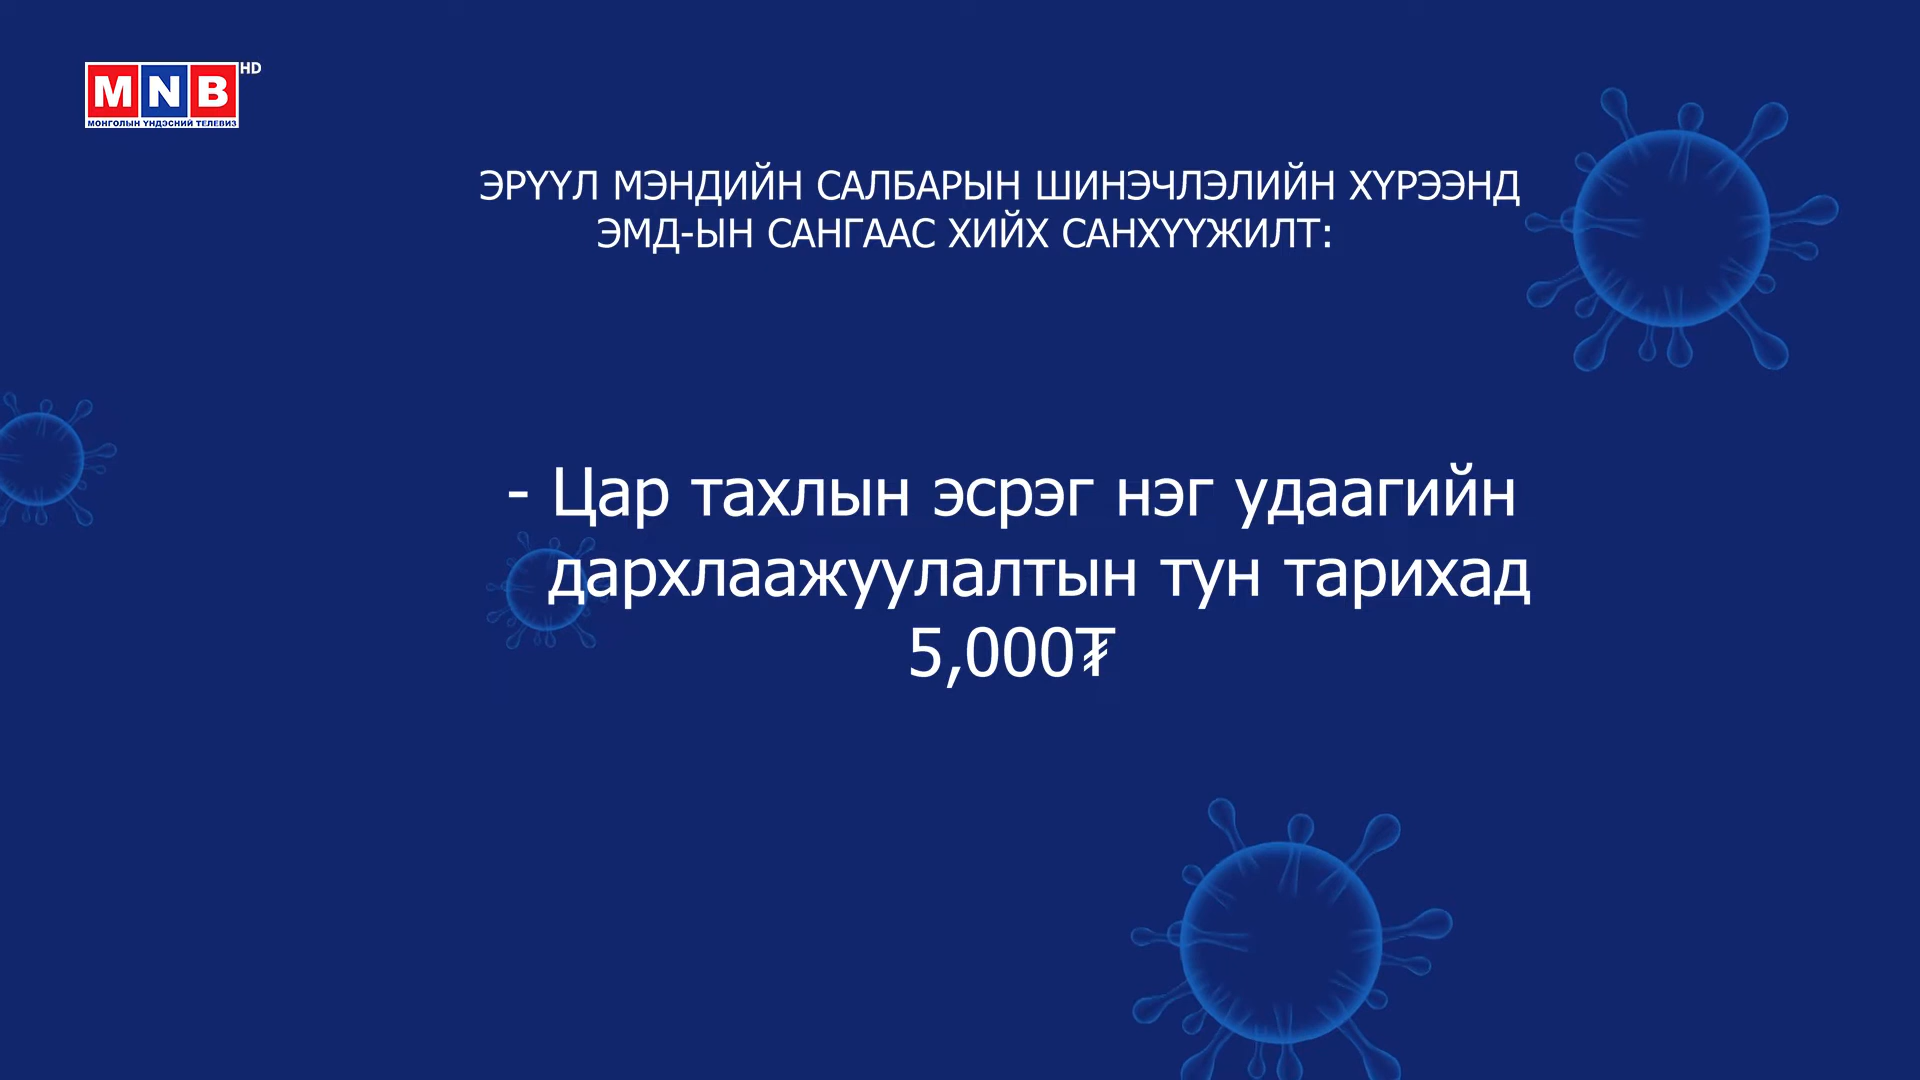 MNB HD
МОНГОЛЫН ҮНДЭСНИЙ ТЕЛЕВИЗ
ЭРҮҮЛ МЭНДИЙН САЛБАРЫН ШИНЭЧЛЭЛИЙН ХҮРЭЭНД
ЭМД-ЫН САНГААС ХИЙХ САНХҮҮЖИЛТ:
- Цар тахлын эсрэг нэг удаагийн
дархлаажуулалтын тун тарихад
5,000₮